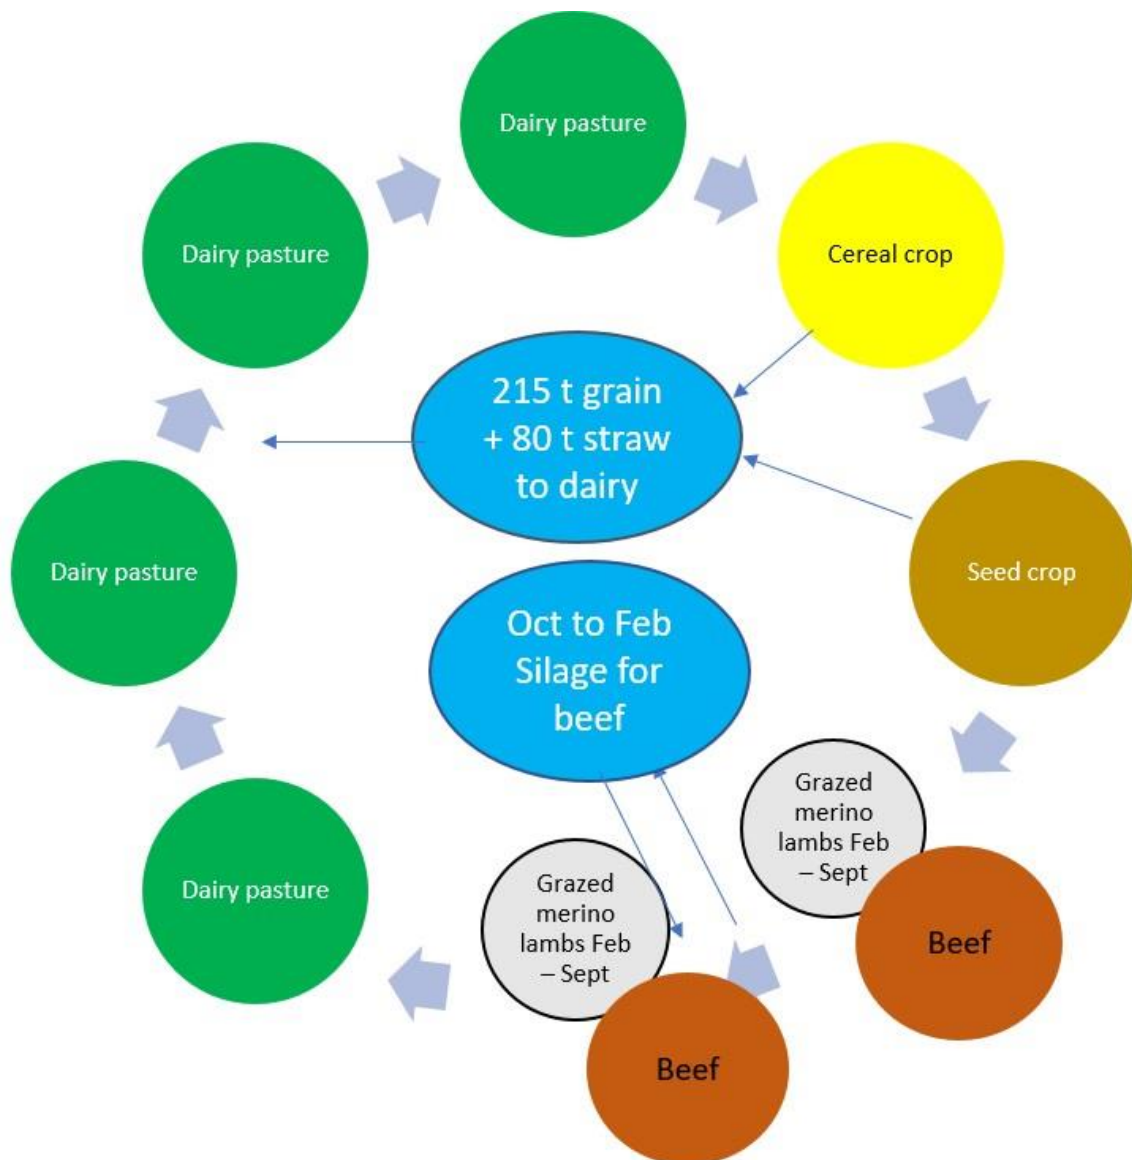 Dairy pasture
Dairy pasture
Cereal crop
215 t grain
+ 80 t straw
to dairy
Dairy pasture
Seed crop
Oct to Feb
Silage for
beef
Grazed
merino
lambs Feb
– Sept
Dairy pasture
Grazed
merino
lambs Feb
– Sept
Beef
Beef